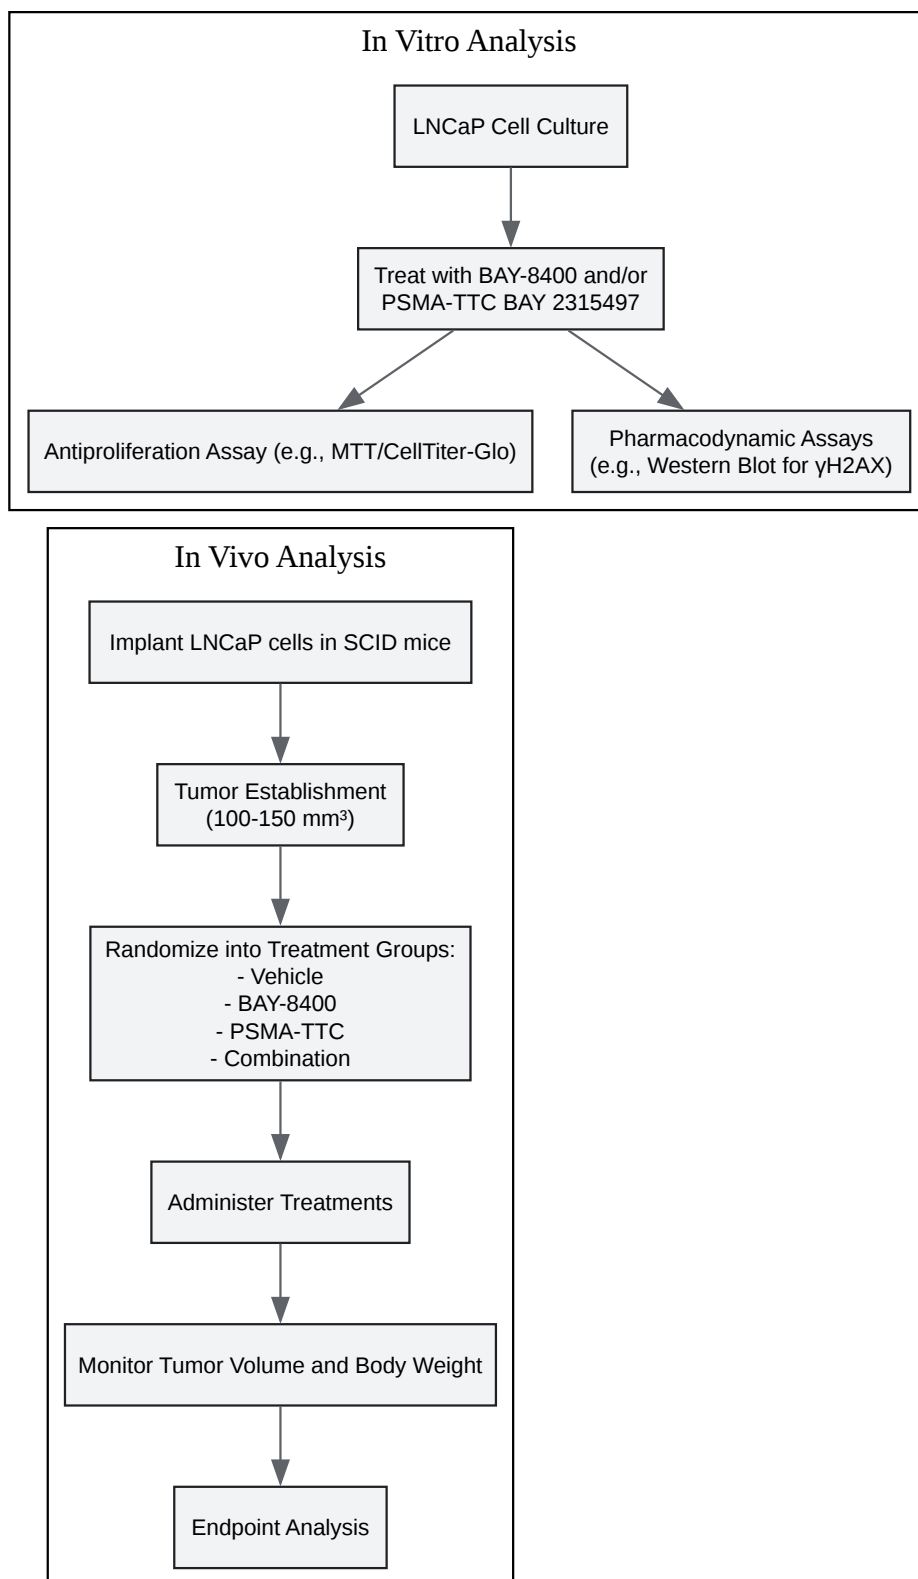 In Vitro Analysis
LNCaP Cell Culture
Treat with BAY-8400 and/or
PSMA-TTC BAY 2315497
Antiproliferation Assay (e.g., MTT/CellTiter-Glo)
Pharmacodynamic Assays
(e.g., Western Blot for γH2AX)
In Vivo Analysis
Implant LNCaP cells in SCID mice
Tumor Establishment
(100-150 mm³)
Randomize into Treatment Groups:
- Vehicle
- BAY-8400
- PSMA-TTC
- Combination
Administer Treatments
Monitor Tumor Volume and Body Weight
Endpoint Analysis